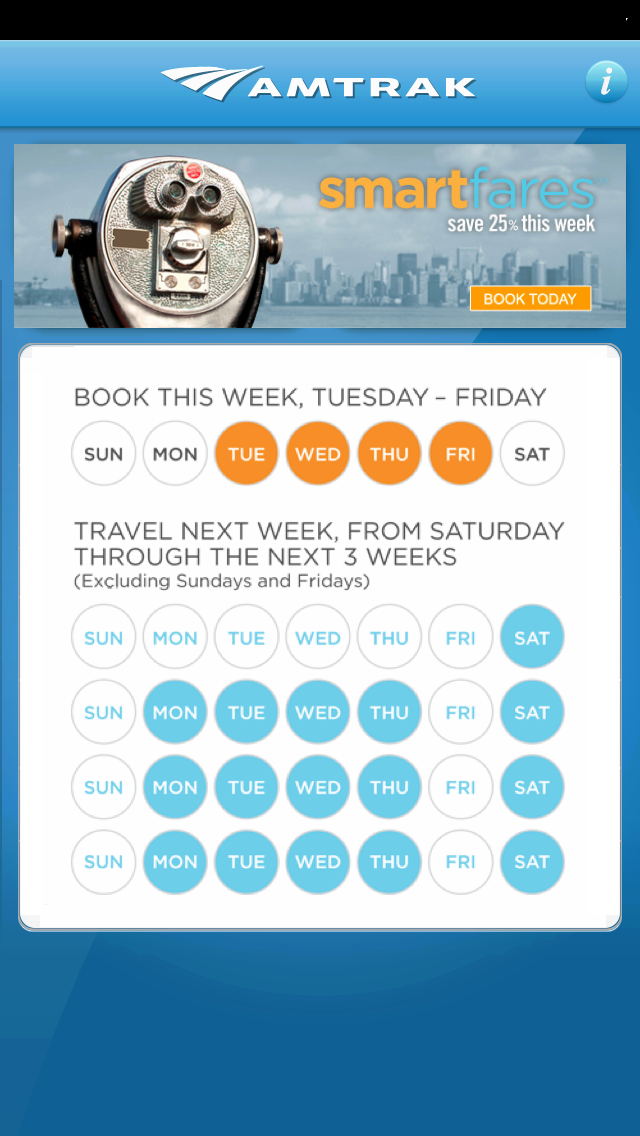 AMTRAK
i
smartfares
save 25% this week
BOOK TODAY
BOOK THIS WEEK, TUESDAY – FRIDAY
SUN MON TUE WED THU FRI SAT
TRAVEL NEXT WEEK, FROM SATURDAY
THROUGH THE NEXT 3 WEEKS
(Excluding Sundays and Fridays)
SUN MON TUE WED THU FRI SAT
SUN MON TUE WED THU FRI SAT
SUN MON TUE WED THU FRI SAT
SUN MON TUE WED THU FRI SAT